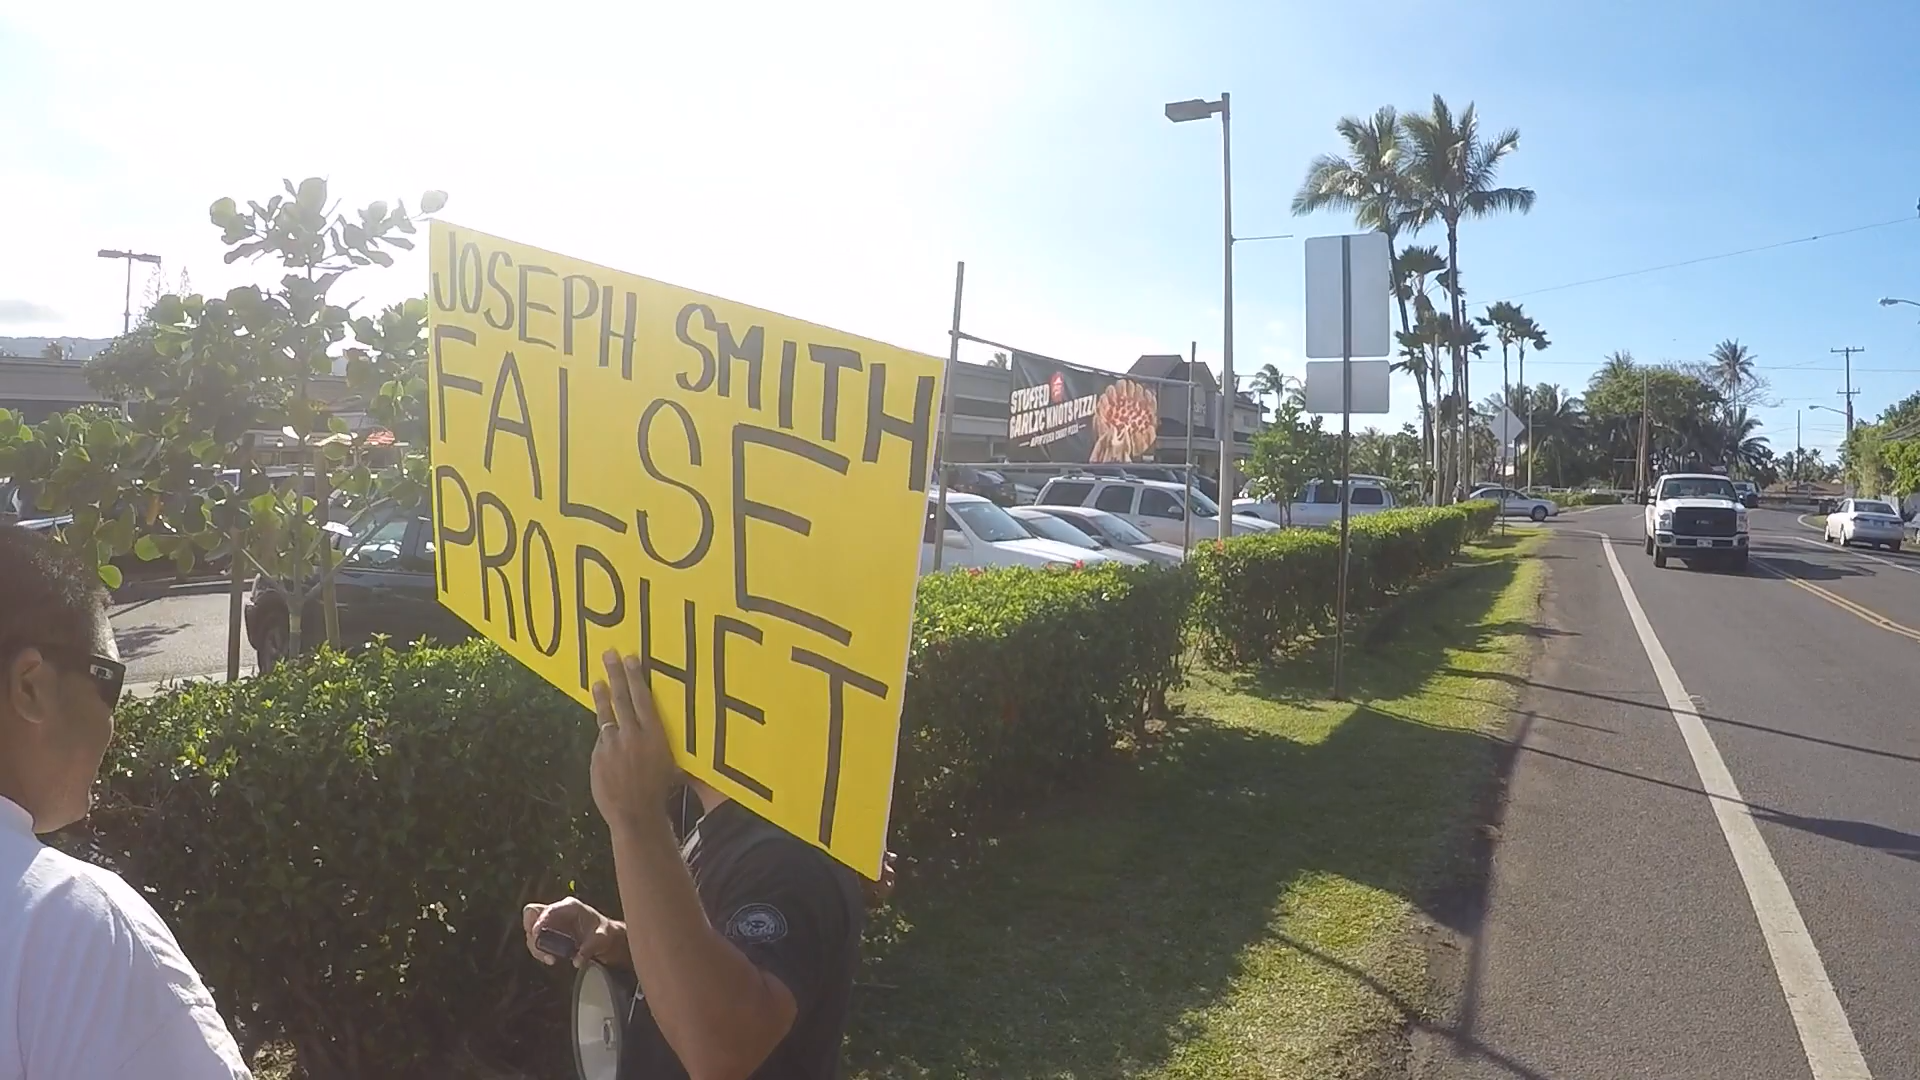 JOSEPH SMITH
FALSE
PROPHET
STUFFED
GARLIC KNOTS PIZZA